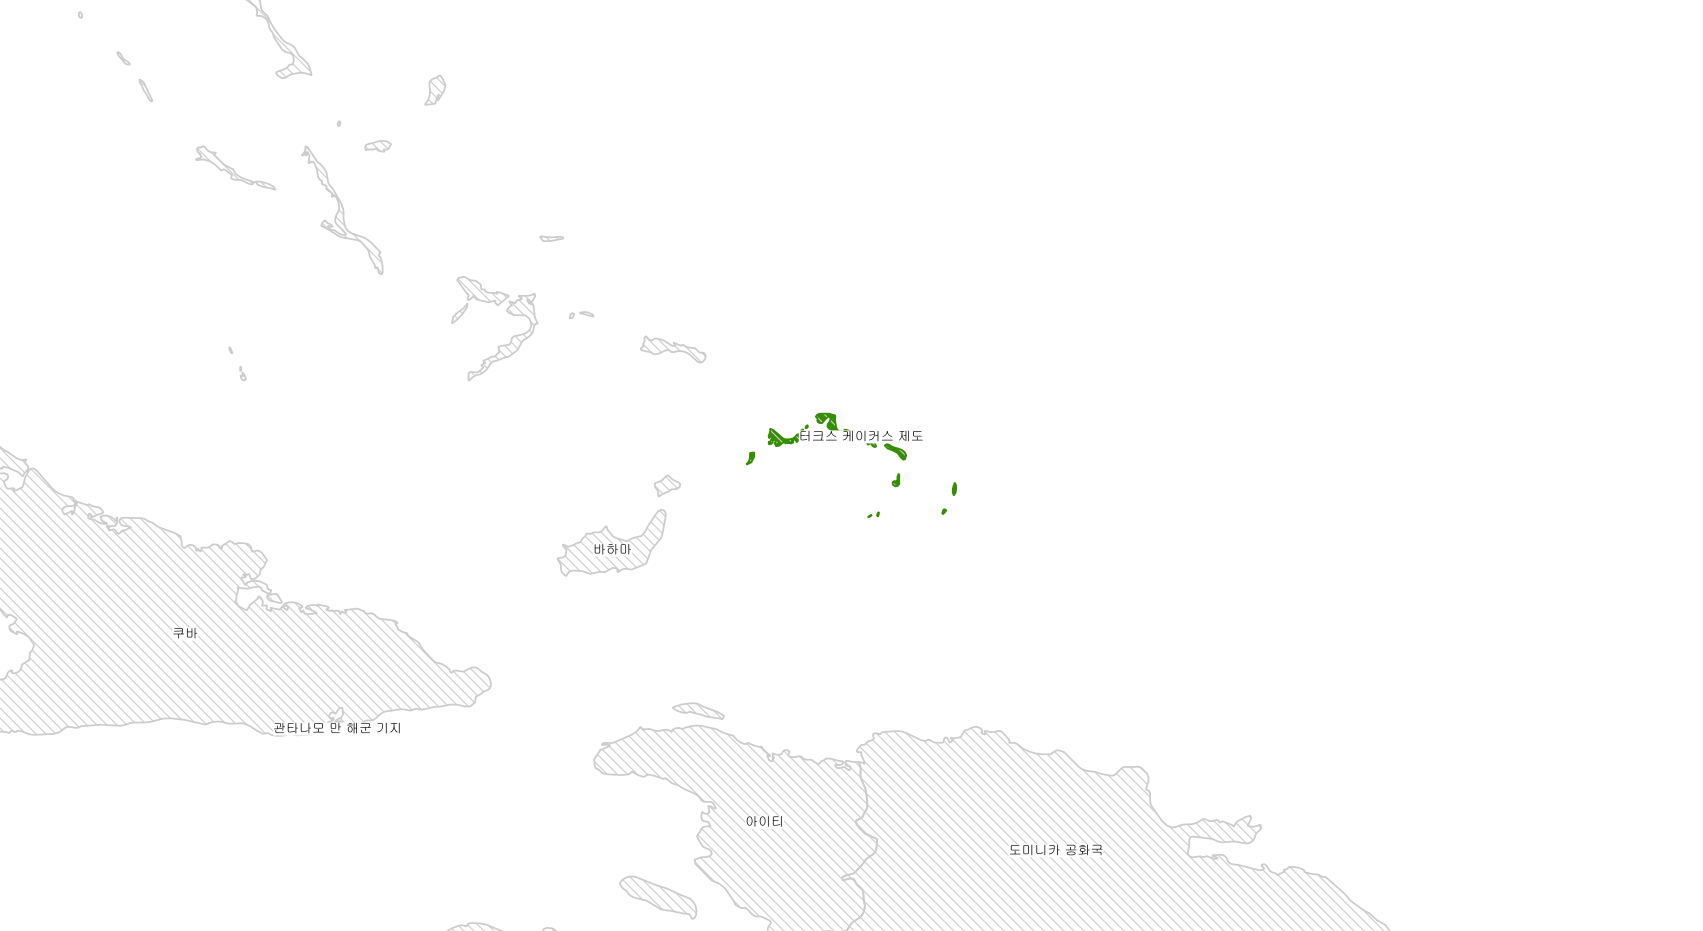 터크스 케이커스 제도
바하마
쿠바
관타나모 만 해군 기지
아이티
도미니카 공화국